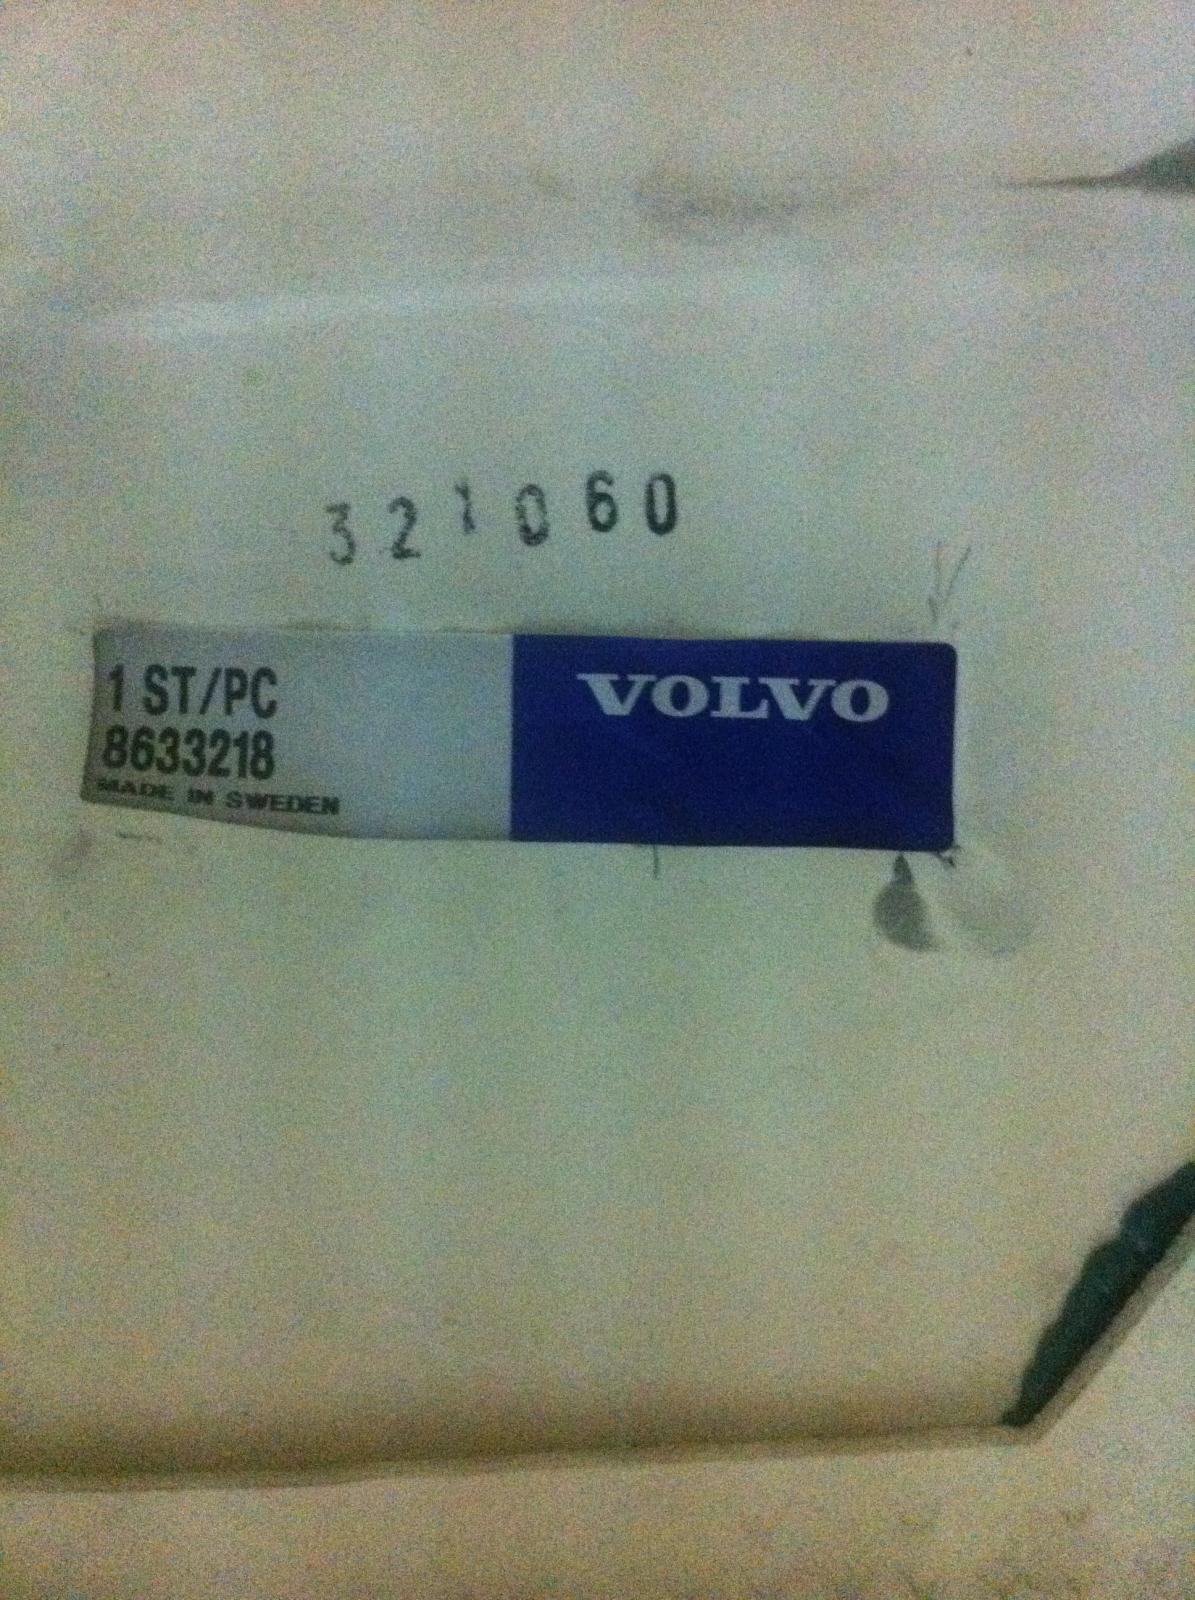 321060
1 ST/PC
8633218
MADE IN SWEDEN
VOLVO